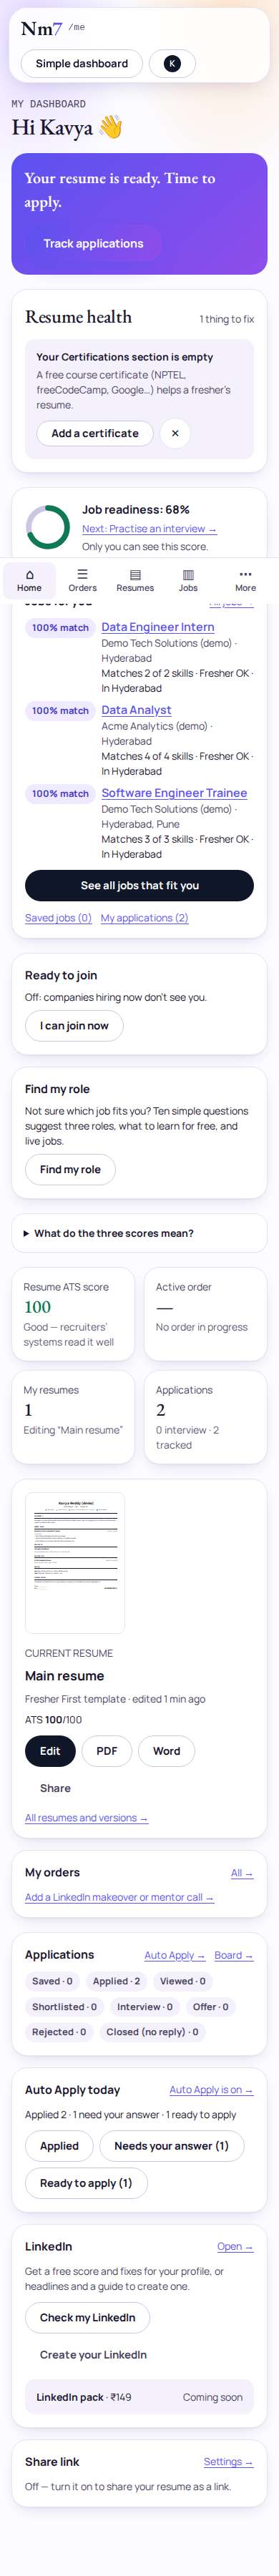 Nm7 /me
Simple dashboard
K
MY DASHBOARD
Hi Kavya 👋
Your resume is ready. Time to
apply.
Track applications
Resume health
1 thing to fix
Your Certifications section is empty
A free course certificate (NPTEL,
freeCodeCamp, Google...) helps a fresher's
resume.
Add a certificate
×
Job readiness: 68%
Next: Practise an interview →
Only you can see this score.
Home
Orders
Resumes
Jobs
More
100% match
Data Engineer Intern
Demo Tech Solutions (demo) ·
Hyderabad
Matches 2 of 2 skills · Fresher OK ·
In Hyderabad
100% match
Data Analyst
Acme Analytics (demo) ·
Hyderabad
Matches 4 of 4 skills · Fresher OK ·
In Hyderabad
100% match
Software Engineer Trainee
Demo Tech Solutions (demo) ·
Hyderabad, Pune
Matches 3 of 3 skills · Fresher OK ·
In Hyderabad
See all jobs that fit you
Saved jobs (0)
My applications (2)
Ready to join
Off: companies hiring now don't see you.
I can join now
Find my role
Not sure which job fits you? Ten simple questions
suggest three roles, what to learn for free, and
live jobs.
Find my role
▶ What do the three scores mean?
Resume ATS score
100
Good — recruiters'
systems read it well
Active order
—
No order in progress
My resumes
1
Editing “Main resume”
Applications
2
0 interview · 2
tracked
Kavya Reddy (demo)
CURRENT RESUME
Main resume
Fresher First template · edited 1 min ago
ATS 100/100
Edit
PDF
Word
Share
All resumes and versions →
My orders
All →
Add a LinkedIn makeover or mentor call →
Applications
Auto Apply →
Board →
Saved · 0
Applied · 2
Viewed · 0
Shortlisted · 0
Interview · 0
Offer · 0
Rejected · 0
Closed (no reply) · 0
Auto Apply today
Auto Apply is on →
Applied 2 · 1 need your answer · 1 ready to apply
Applied
Needs your answer (1)
Ready to apply (1)
LinkedIn
Open →
Get a free score and fixes for your profile, or
headlines and a guide to create one.
Check my LinkedIn
Create your LinkedIn
LinkedIn pack · ₹149
Coming soon
Share link
Settings →
Off — turn it on to share your resume as a link.